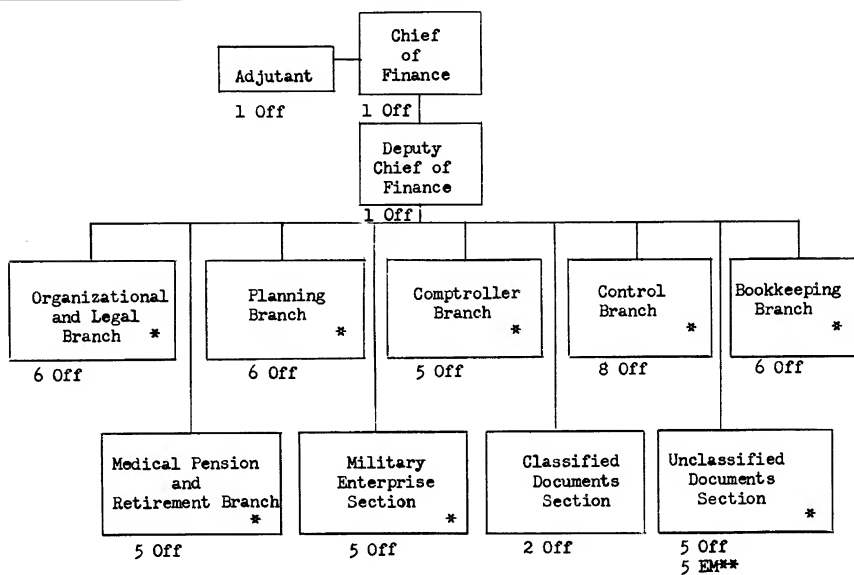 Chief
of
Finance
Adjutant
1 Off
1 Off
Deputy
Chief of
Finance
1 Off
Organizational
and Legal
Branch *
6 Off
Planning
Branch
*
6 Off
Comptroller
Branch
*
5 Off
Control
Branch
*
8 Off
Bookkeeping
Branch
*
6 Off
Medical Pension
and
Retirement Branch
*
5 Off
Military
Enterprise
Section
*
5 Off
Classified
Documents
Section
2 Off
Unclassified
Documents
Section
*
5 Off
5 EM**